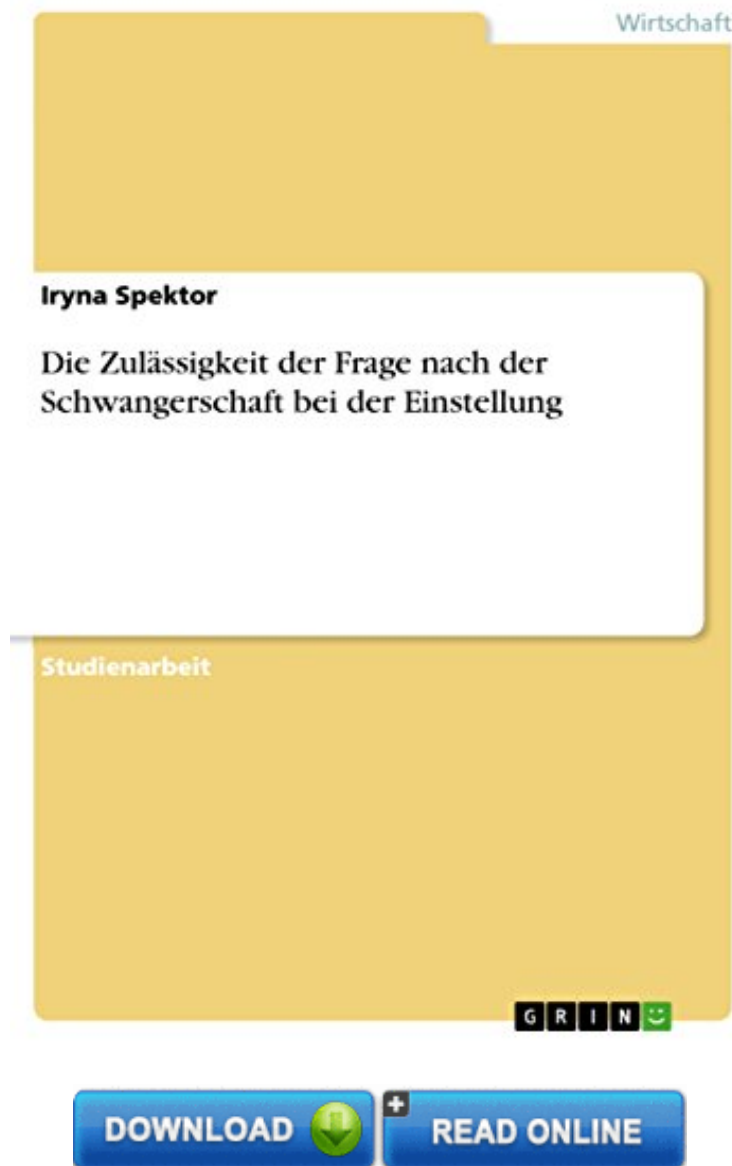 Wirtschaft
Iryna Spektor
Die Zulässigkeit der Frage nach der
Schwangerschaft bei der Einstellung
Studienarbeit
GRIN
DOWNLOAD
READ ONLINE